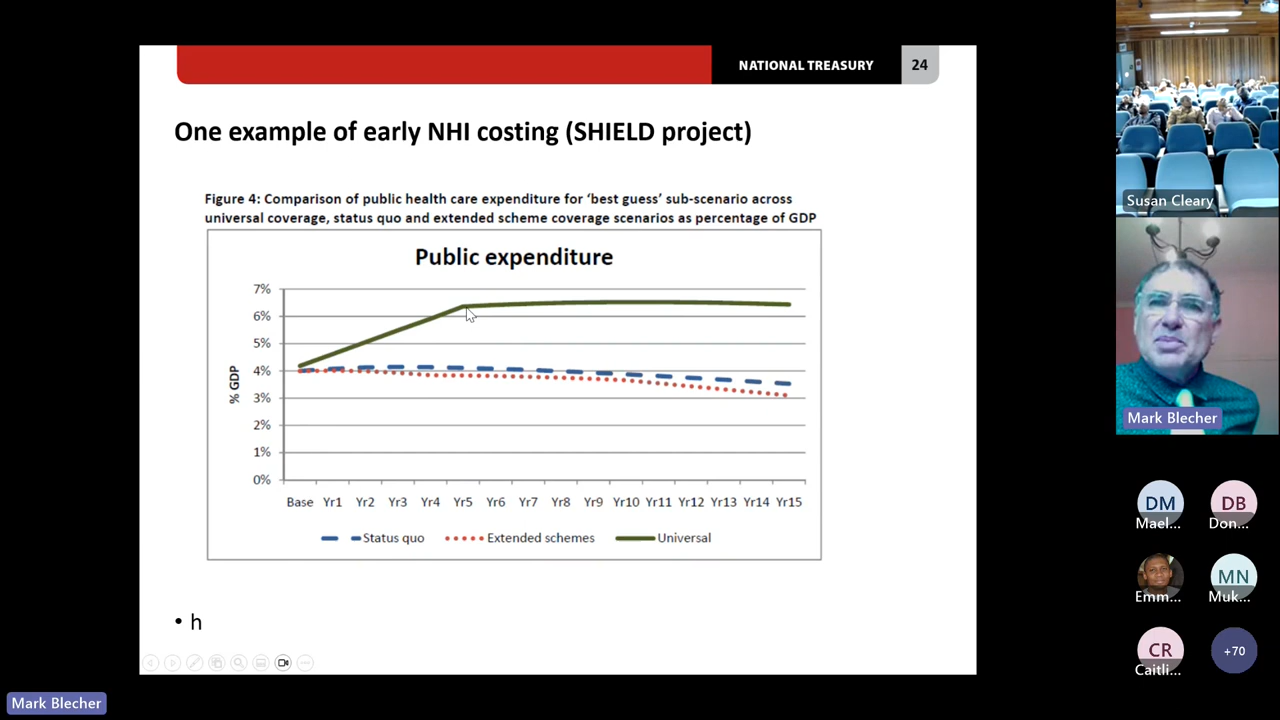 NATIONAL TREASURY
24
One example of early NHI costing (SHIELD project)
Figure 4: Comparison of public health care expenditure for 'best guess' sub-scenario across
universal coverage, status quo and extended scheme coverage scenarios as percentage of GDP
Public expenditure
7%
6%
5%
4%
3%
2%
1%
0%
% GDP
Base Yr1 Yr2 Yr3 Yr4 Yr5 Yr6 Yr7 Yr8 Yr9 Yr10 Yr11 Yr12 Yr13 Yr14 Yr15
Status quo Extended schemes Universal
• h
Mark Blecher
Susan Cleary
Mark Blecher
DM DB
Mael... Don...
MN
Emm... Muk...
CR +70
Caitli...